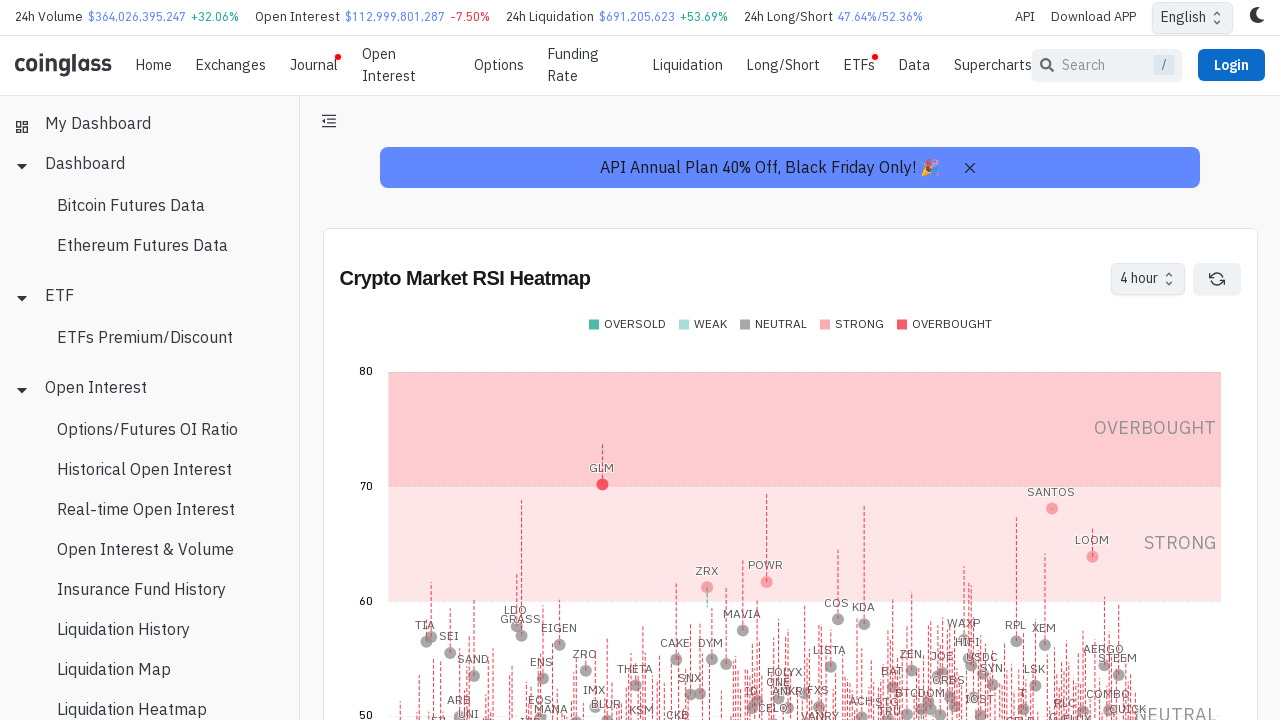 24h Volume $364,026,395,247 +32.06% Open Interest $112,999,801,287 -7.50% 24h Liquidation $691,205,623 +53.69% 24h Long/Short 47.64%/52.36% API Download APP English
coinglass Home Exchanges Journal Open Interest Options Funding Rate Liquidation Long/Short ETFs Data Supercharts Search / Login
My Dashboard
Dashboard
Bitcoin Futures Data
Ethereum Futures Data
ETF
ETFs Premium/Discount
Open Interest
Options/Futures OI Ratio
Historical Open Interest
Real-time Open Interest
Open Interest & Volume
Insurance Fund History
Liquidation History
Liquidation Map
Liquidation Heatmap
API Annual Plan 40% Off, Black Friday Only! 🎉
Crypto Market RSI Heatmap 4 hour
OVERSOLD WEAK NEUTRAL STRONG OVERBOUGHT
80
OVERBOUGHT
GLM
70
SANTOS
LOOM
STRONG
POWR
ZRX
60
LDO
GRASS
COS
KDA
MAVIA
TIA
EIGEN
WAXP
RPL
XEM
SEI
CAKE
DYM
HIFI
LISTA
AERGO
SAND
ENS
ZRO
ZEN
JOE
USDC
STEEM
THETA
POLYX
BAT
SYN
LSK
SNX
ONE
ORBS
IMX
ID
ANKR
FXS
BTCDOM
COMBO
ARB
EOS
BLUR
CELO
IOST
RLC
UNI
MANA
KSM
CKB
VANRY
ACH
QUICK
50
NEUTRAL